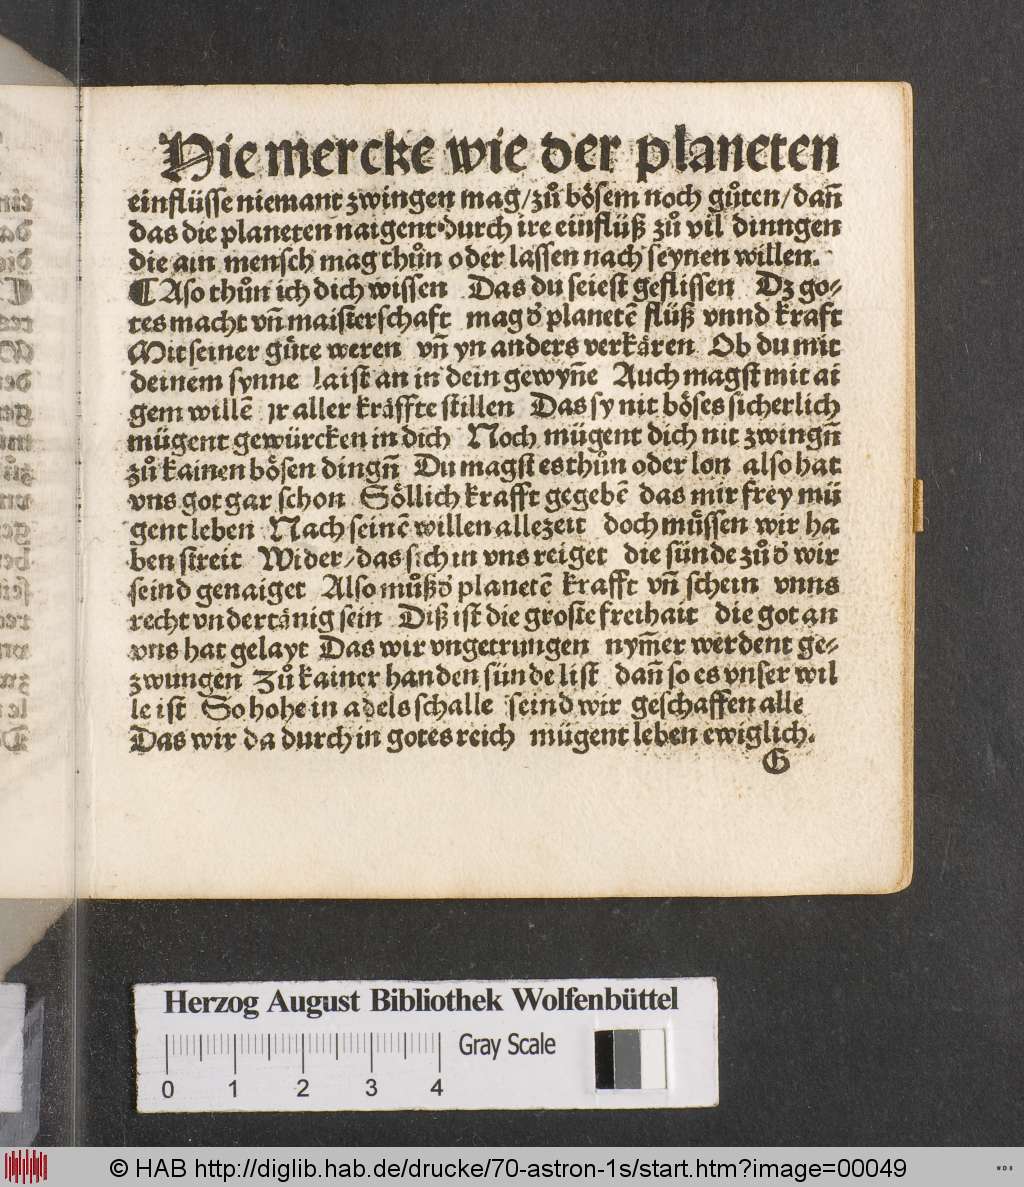 Hie mercke wie der planeten
einflüsse niemant zwingen mag/zů bösem noch gůten/dañ
das die planeten naigent durch ire einflüß zů vil dinngen
die ain mensch mag thůn oder lassen nach seynen willen.
¶ Aso thůn ich dich wissen Das du seiest geflissen Dz go⸗
tes macht vñ maisterschaft mag d̕ planetē flüß vnnd kraft
Mit seiner gůte weren vñ yn anders verkären Ob du mit
deinem synne laist an in dein gewyñe Auch magst mit ai
gem willē ir aller kräffte stillen Das sy nit böses sicherlich
mügent gewürcken in dich Noch mügent dich nit zwingñ
zů kainen bösen dingñ Du magst es thůn oder lon also hat
vns got gar schon Söllich krafft gegebē das mir frey mü
gent leben Nach seinē willen allezeit doch müssen wir ha
ben streit Wider/das sich in vns reiget die sünde zů d̕ wir
seind genaiget Also můß d̕ planetē krafft vñ schein vnns
recht vndertänig sein Diß ist die groste freihait die got an
vns hat gelayt Das wir vngetrungen nym̄er werdent ge⸗
zwungen Zů kainer handen sünde list dañ so es vnser wil
le ist So hohe in adels schalle seind wir geschaffen alle
Das wir da durch in gotes reich mügent leben ewiglich.
G
Herzog August Bibliothek Wolfenbüttel
Gray Scale
0 1 2 3 4
© HAB http://diglib.hab.de/drucke/70-astron-1s/start.htm?image=00049